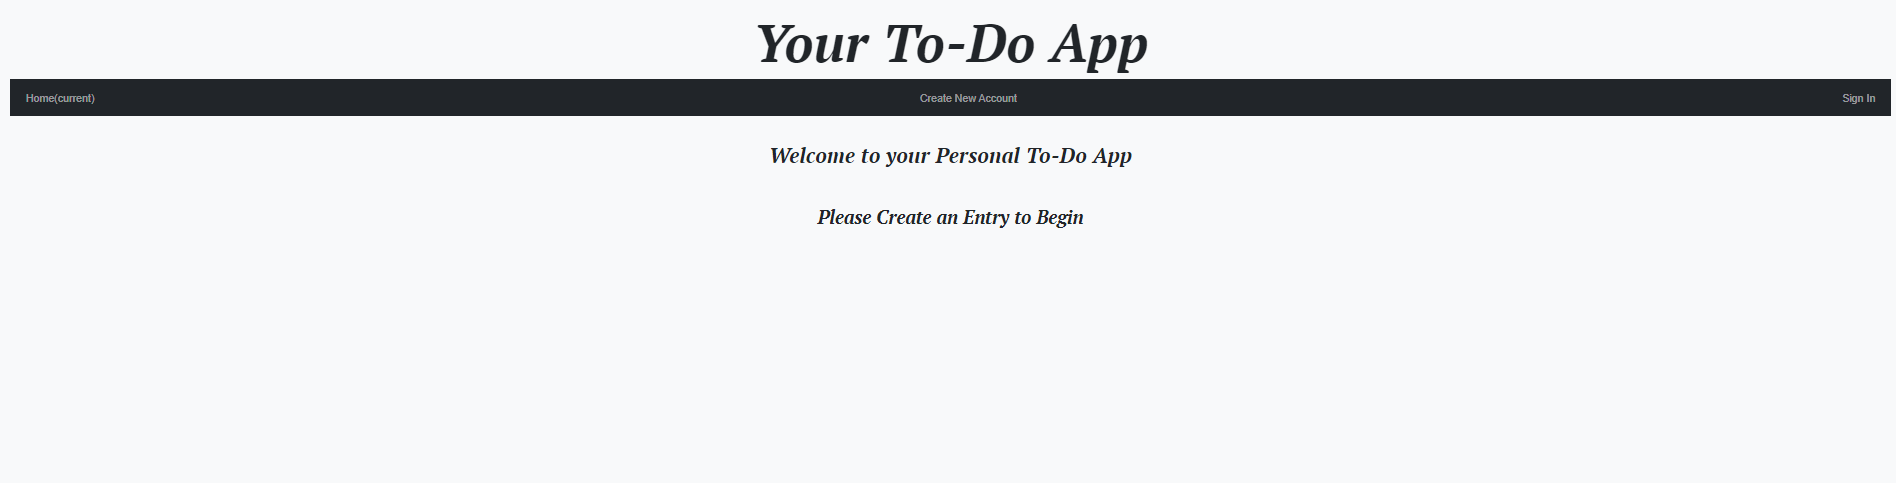 Your To-Do App
Home(current) Create New Account Sign In
Welcome to your Personal To-Do App
Please Create an Entry to Begin